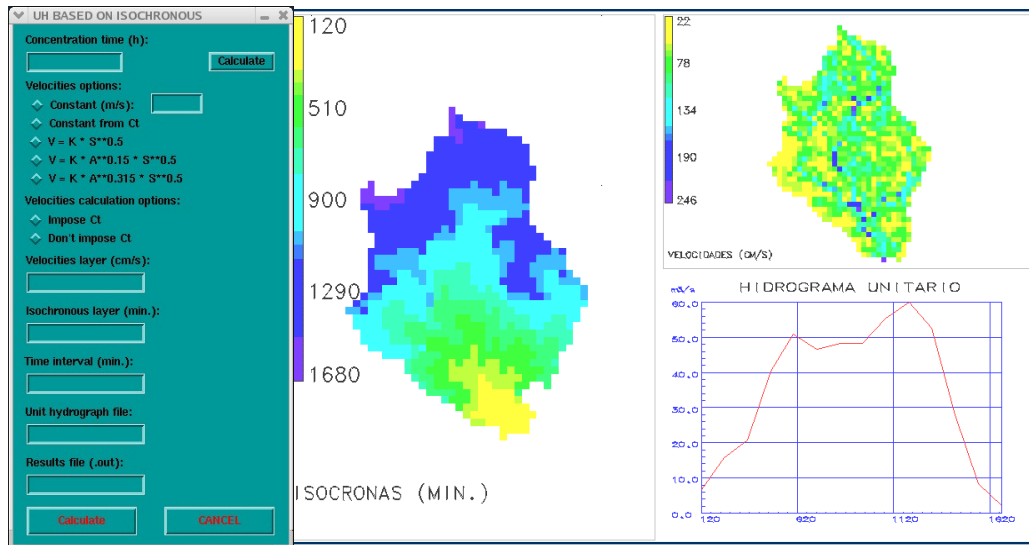 UH BASED ON ISOCHRONOUS
Concentration time (h):
Calculate
Velocities options:
Constant (m/s):
Constant from Ct
V = K * S**0.5
V = K * A**0.15 * S**0.5
V = K * A**0.315 * S**0.5
Velocities calculation options:
Impose Ct
Don't impose Ct
Velocities layer (cm/s):
Isochronous layer (min.):
Time interval (min.):
Unit hydrograph file:
Results file (.out):
Calculate
CANCEL
120
510
900
1290
1680
ISOCRONAS (MIN.)
22
78
134
190
246
VELOCIDADES (CM/S)
HIDROGRAMA UNITARIO
60.0
50.0
40.0
30.0
20.0
10.0
0.0
120
620
1120
1620